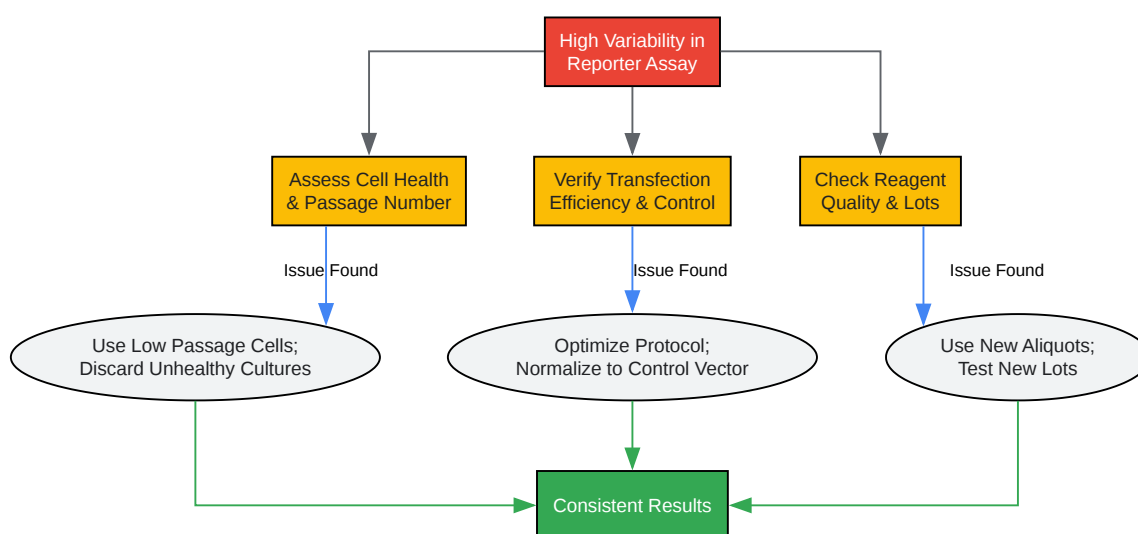 High Variability in
Reporter Assay
Assess Cell Health
& Passage Number
Verify Transfection
Efficiency & Control
Check Reagent
Quality & Lots
Issue Found
Issue Found
Issue Found
Use Low Passage Cells;
Discard Unhealthy Cultures
Optimize Protocol;
Normalize to Control Vector
Use New Aliquots;
Test New Lots
Consistent Results